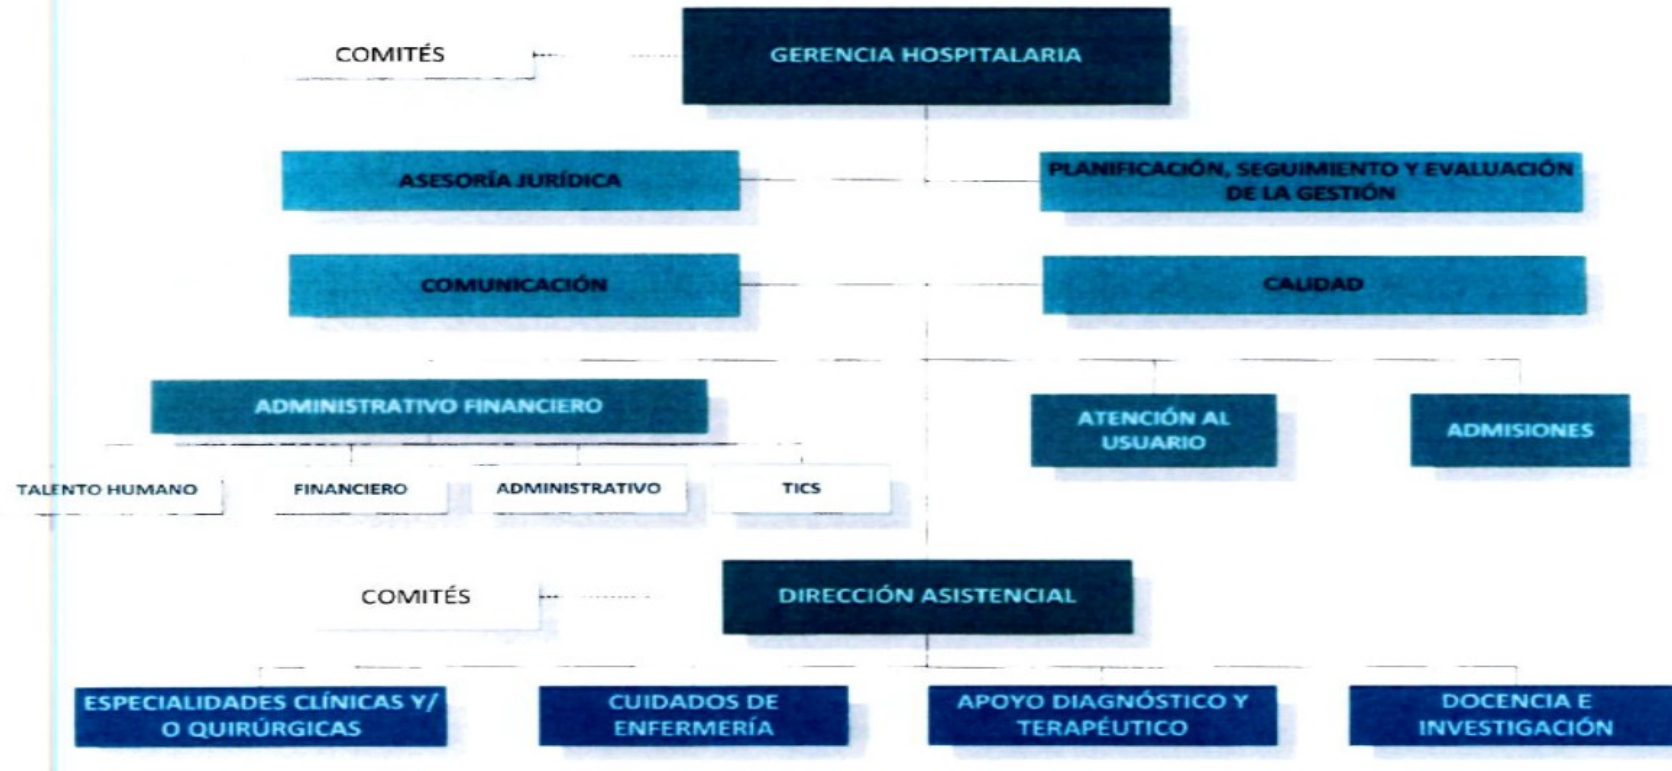 COMITÉS
GERENCIA HOSPITALARIA
ASESORÍA JURÍDICA
PLANIFICACIÓN, SEGUIMIENTO Y EVALUACIÓN
DE LA GESTIÓN
COMUNICACIÓN
CALIDAD
ADMINISTRATIVO FINANCIERO
ATENCIÓN AL
USUARIO
ADMISIONES
TALENTO HUMANO
FINANCIERO
ADMINISTRATIVO
TICS
COMITÉS
DIRECCIÓN ASISTENCIAL
ESPECIALIDADES CLÍNICAS Y/
O QUIRÚRGICAS
CUIDADOS DE
ENFERMERÍA
APOYO DIAGNÓSTICO Y
TERAPÉUTICO
DOCENCIA E
INVESTIGACIÓN